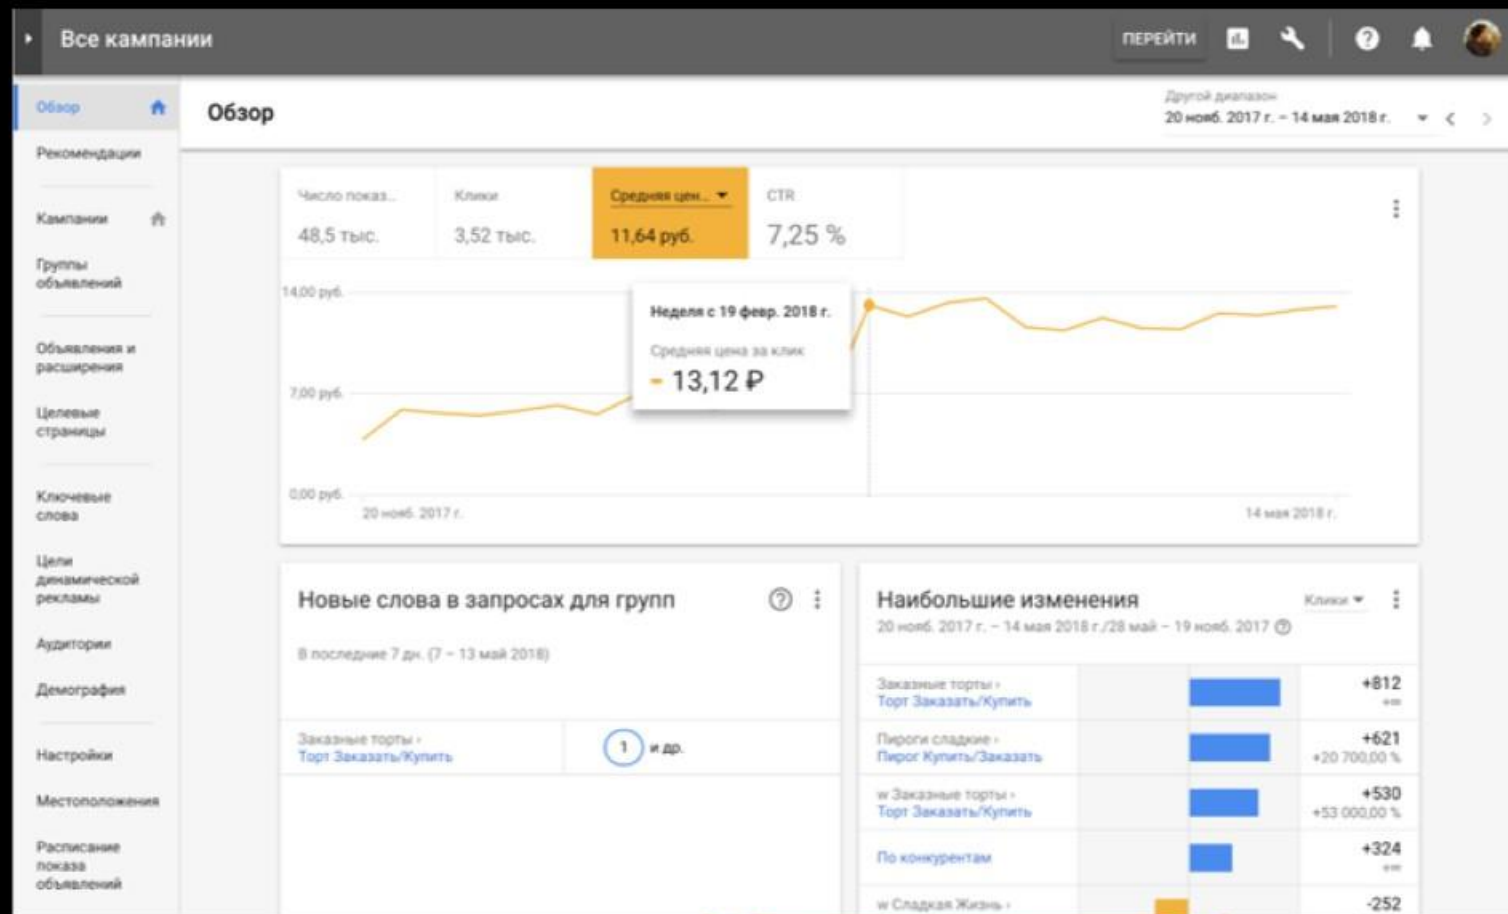 Все кампании
ПЕРЕЙТИ
Обзор
Рекомендации
Кампании
Группы
объявлений
Объявления и
расширения
Целевые
страницы
Ключевые
слова
Цели
динамической
рекламы
Аудитории
Демография
Настройки
Местоположения
Расписание
показа
объявлений
Обзор
Другой диапазон
20 нояб. 2017 г. – 14 мая 2018 г.
Число показ...
48,5 тыс.
Клики
3,52 тыс.
Средняя цен...
11,64 руб.
CTR
7,25 %
14,00 руб.
7,00 руб.
0,00 руб.
Неделя с 19 февр. 2018 г.
Средняя цена за клик
13,12 ₽
20 нояб. 2017 г.
14 мая 2018 г.
Новые слова в запросах для групп
В последние 7 дн. (7 – 13 май 2018)
Заказные торты ›
Торт Заказать/Купить
1 и др.
Наибольшие изменения
Клики
20 нояб. 2017 г. – 14 мая 2018 г./28 май – 19 нояб. 2017
Заказные торты ›
Торт Заказать/Купить
+812
+∞
Пироги сладкие ›
Пирог Купить/Заказать
+621
+20 700,00 %
w Заказные торты ›
Торт Заказать/Купить
+530
+53 000,00 %
По конкурентам
+324
+∞
w Сладкая Жизнь ›
-252